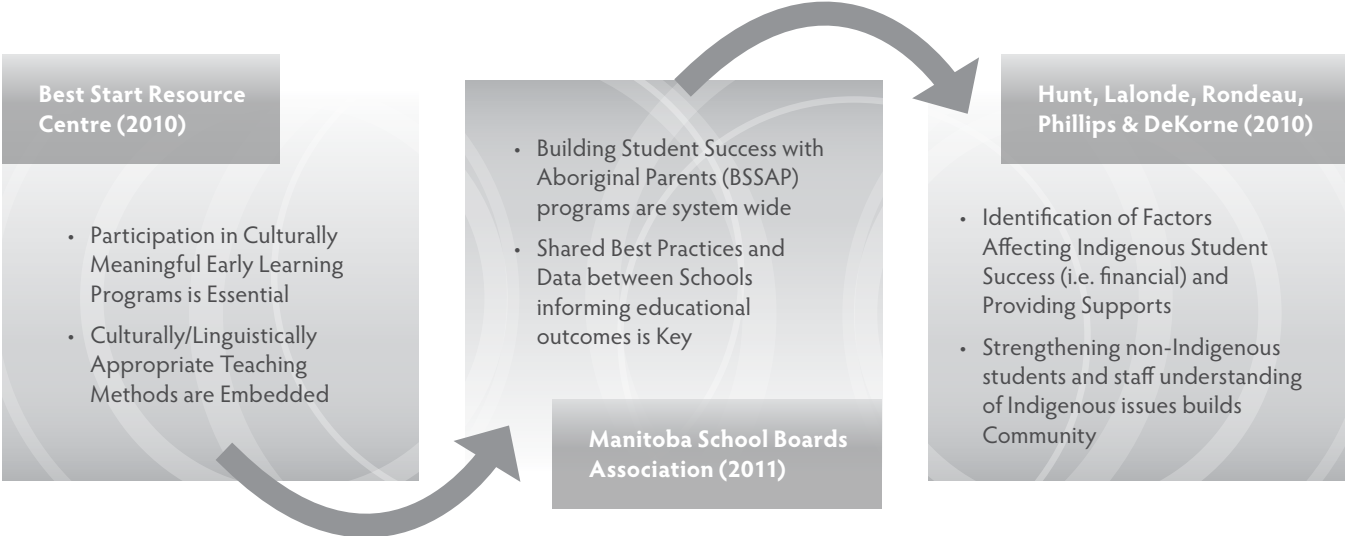 Best Start Resource
Centre (2010)
• Participation in Culturally
Meaningful Early Learning
Programs is Essential
• Culturally/Linguistically
Appropriate Teaching
Methods are Embedded
• Building Student Success with
Aboriginal Parents (BSSAP)
programs are system wide
• Shared Best Practices and
Data between Schools
informing educational
outcomes is Key
Manitoba School Boards
Association (2011)
Hunt, Lalonde, Rondeau,
Phillips & DeKorne (2010)
• Identification of Factors
Affecting Indigenous Student
Success (i.e. financial) and
Providing Supports
• Strengthening non-Indigenous
students and staff understanding
of Indigenous issues builds
Community